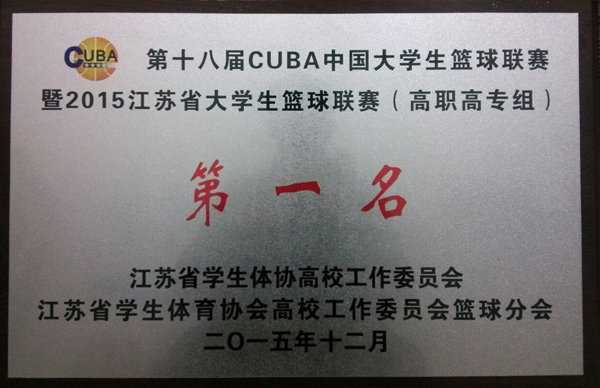 CUBA
第十八届CUBA中国大学生篮球联赛
暨2015江苏省大学生篮球联赛（高职高专组）
第一名
江苏省学生体协高校工作委员会
江苏省学生体育协会高校工作委员会篮球分会
二〇一五年十二月